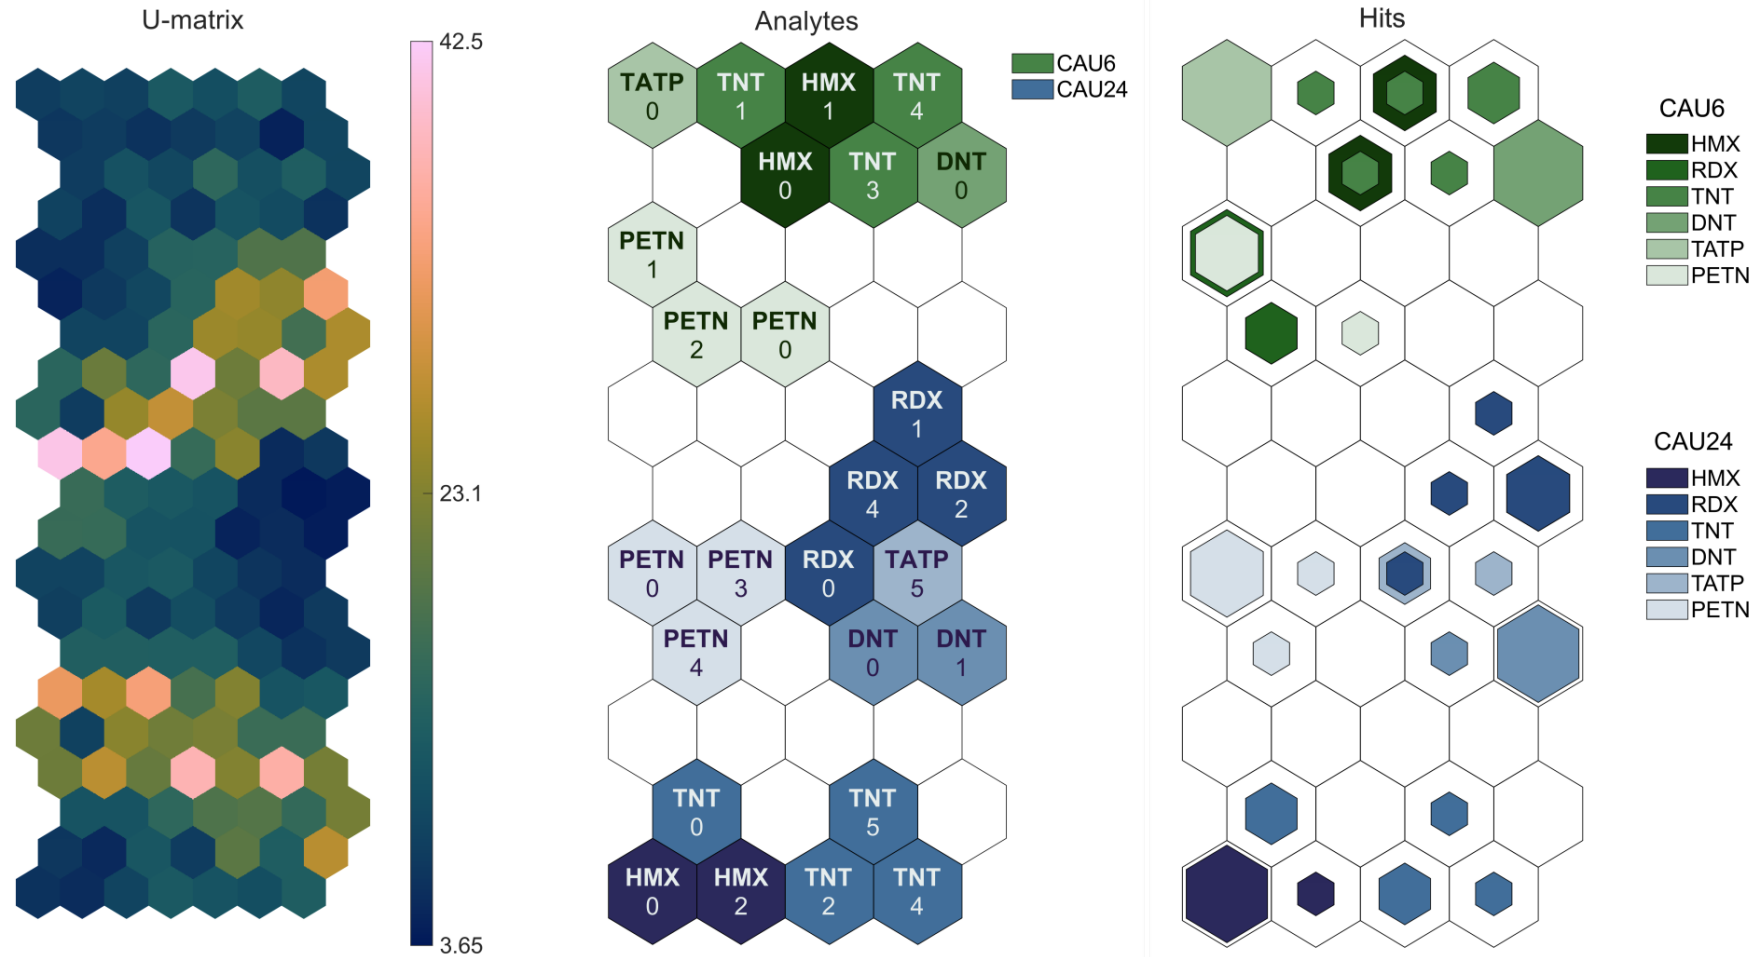 U-matrix
42.5
23.1
3.65
Analytes
CAU6
CAU24
TATP
0
TNT
1
HMX
1
TNT
4
HMX
0
TNT
3
DNT
0
PETN
1
PETN
2
PETN
0
RDX
1
RDX
4
RDX
2
PETN
0
PETN
3
RDX
0
TATP
5
PETN
4
DNT
0
DNT
1
TNT
0
TNT
5
HMX
0
HMX
2
TNT
2
TNT
4
Hits
CAU6
HMX
RDX
TNT
DNT
TATP
PETN
CAU24
HMX
RDX
TNT
DNT
TATP
PETN